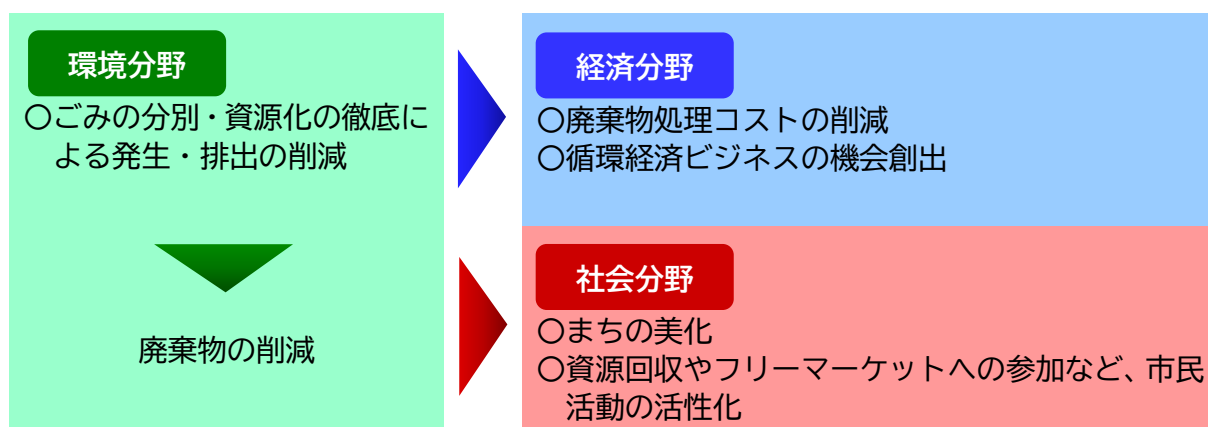 環境分野
〇ごみの分別・資源化の徹底に
よる発生・排出の削減
廃棄物の削減
経済分野
〇廃棄物処理コストの削減
〇循環経済ビジネスの機会創出
社会分野
〇まちの美化
〇資源回収やフリーマーケットへの参加など、市民
活動の活性化